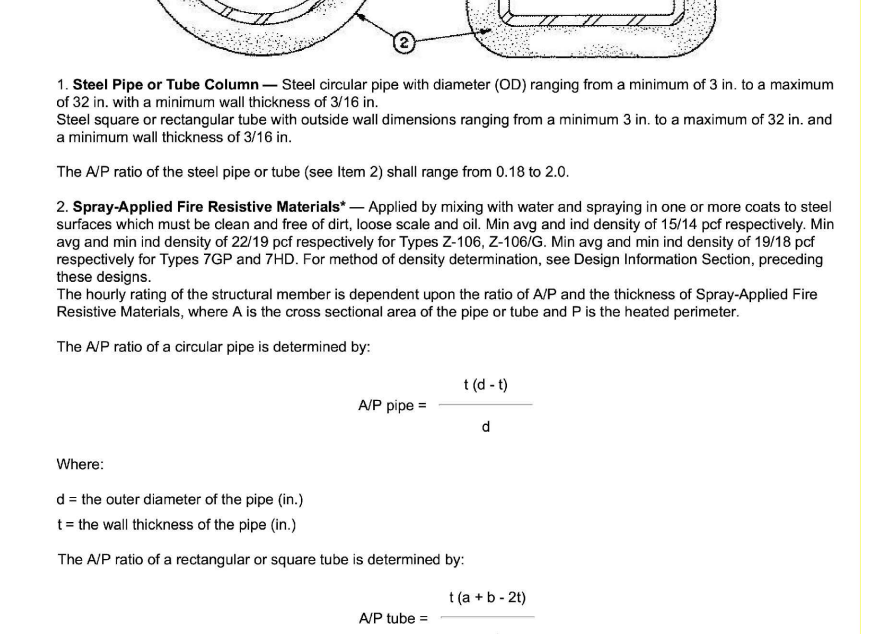 2
1. Steel Pipe or Tube Column — Steel circular pipe with diameter (OD) ranging from a minimum of 3 in. to a maximum
of 32 in. with a minimum wall thickness of 3/16 in.
Steel square or rectangular tube with outside wall dimensions ranging from a minimum 3 in. to a maximum of 32 in. and
a minimum wall thickness of 3/16 in.
The A/P ratio of the steel pipe or tube (see Item 2) shall range from 0.18 to 2.0.
2. Spray-Applied Fire Resistive Materials* — Applied by mixing with water and spraying in one or more coats to steel
surfaces which must be clean and free of dirt, loose scale and oil. Min avg and ind density of 15/14 pcf respectively. Min
avg and min ind density of 22/19 pcf respectively for Types Z-106, Z-106/G. Min avg and min ind density of 19/18 pcf
respectively for Types 7GP and 7HD. For method of density determination, see Design Information Section, preceding
these designs.
The hourly rating of the structural member is dependent upon the ratio of A/P and the thickness of Spray-Applied Fire
Resistive Materials, where A is the cross sectional area of the pipe or tube and P is the heated perimeter.
The A/P ratio of a circular pipe is determined by:
t (d - t)
A/P pipe =
d
Where:
d = the outer diameter of the pipe (in.)
t = the wall thickness of the pipe (in.)
The A/P ratio of a rectangular or square tube is determined by:
t (a + b - 2t)
A/P tube =